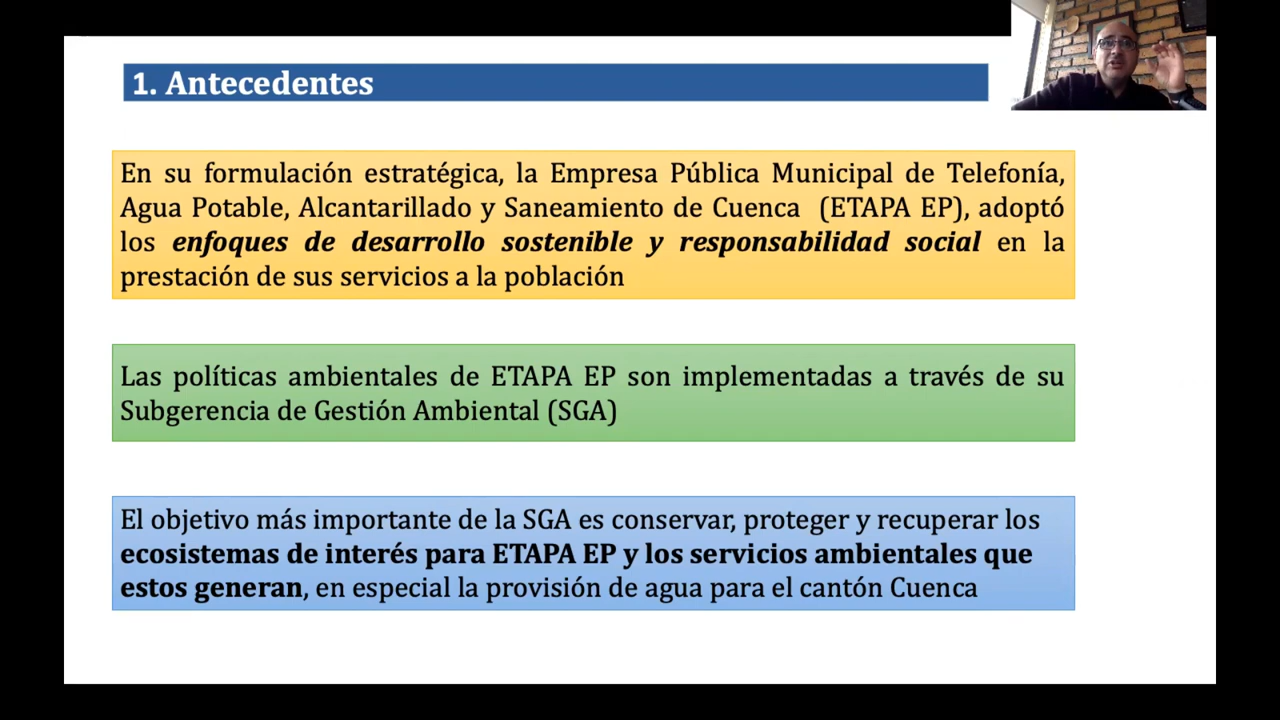 1. Antecedentes
En su formulación estratégica, la Empresa Pública Municipal de Telefonía,
Agua Potable, Alcantarillado y Saneamiento de Cuenca (ETAPA EP), adoptó
los enfoques de desarrollo sostenible y responsabilidad social en la
prestación de sus servicios a la población
Las políticas ambientales de ETAPA EP son implementadas a través de su
Subgerencia de Gestión Ambiental (SGA)
El objetivo más importante de la SGA es conservar, proteger y recuperar los
ecosistemas de interés para ETAPA EP y los servicios ambientales que
estos generan, en especial la provisión de agua para el cantón Cuenca